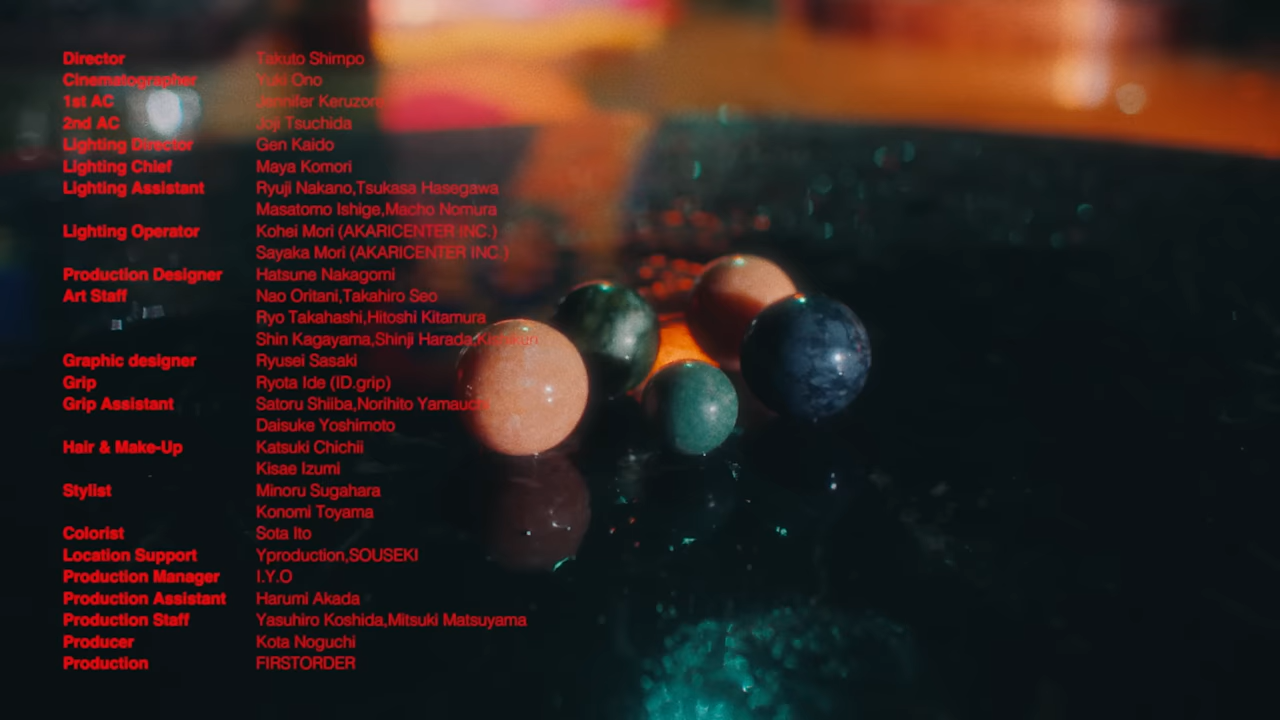 Director Takuto Shimpo
Cinematographer Yuki Ono
1st AC Jennifer Keruzore
2nd AC Joji Tsuchida
Lighting Director Gen Kaido
Lighting Chief Maya Komori
Lighting Assistant Ryuji Nakano,Tsukasa Hasegawa
Masatomo Ishige,Macho Nomura
Lighting Operator Kohei Mori (AKARICENTER INC.)
Sayaka Mori (AKARICENTER INC.)
Production Designer Hatsune Nakagomi
Art Staff Nao Oritani,Takahiro Seo
Ryo Takahashi,Hitoshi Kitamura
Shin Kagayama,Shinji Harada,
Graphic designer Ryusei Sasaki
Grip Ryota Ide (ID.grip)
Grip Assistant Satoru Shiiba,Norihito Yamauchi
Daisuke Yoshimoto
Hair & Make-Up Katsuki Chichii
Kisae Izumi
Stylist Minoru Sugahara
Konomi Toyama
Colorist Sota Ito
Location Support Yproduction,SOUSEKI
Production Manager I.Y.O
Production Assistant Harumi Akada
Production Staff Yasuhiro Koshida,Mitsuki Matsuyama
Producer Kota Noguchi
Production FIRSTORDER